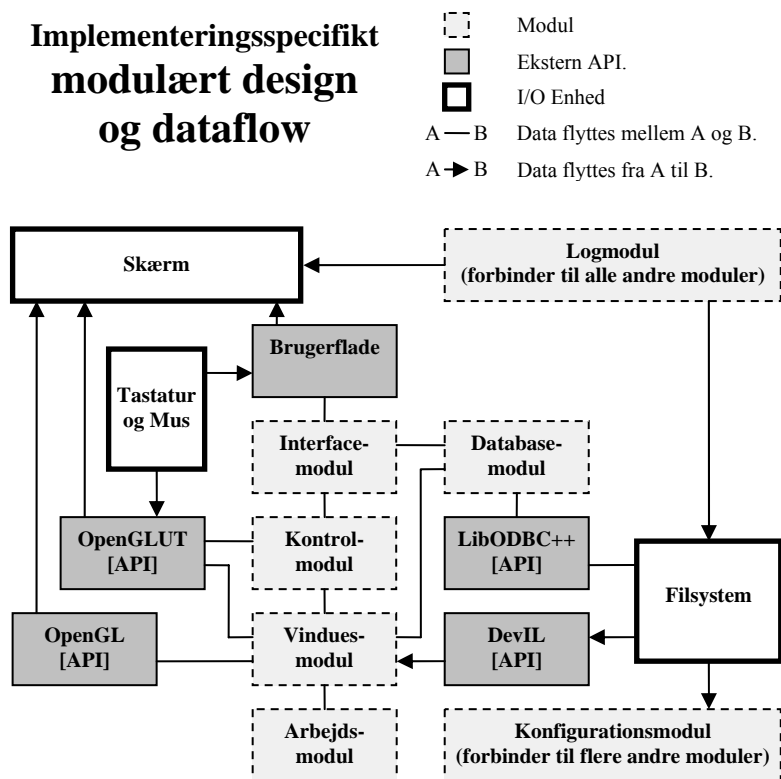 Implementeringsspecifikt
modulært design
og dataflow
Modul
Ekstern API.
I/O Enhed
A B Data flyttes mellem A og B.
A B Data flyttes fra A til B.
Skærm
Logmodul
(forbinder til alle andre moduler)
Brugerflade
Tastatur
og Mus
Interface-
modul
Database-
modul
OpenGLUT
[API]
Kontrol-
modul
LibODBC++
[API]
Filsystem
OpenGL
[API]
Vindues-
modul
DevIL
[API]
Arbejds-
modul
Konfigurationsmodul
(forbinder til flere andre moduler)